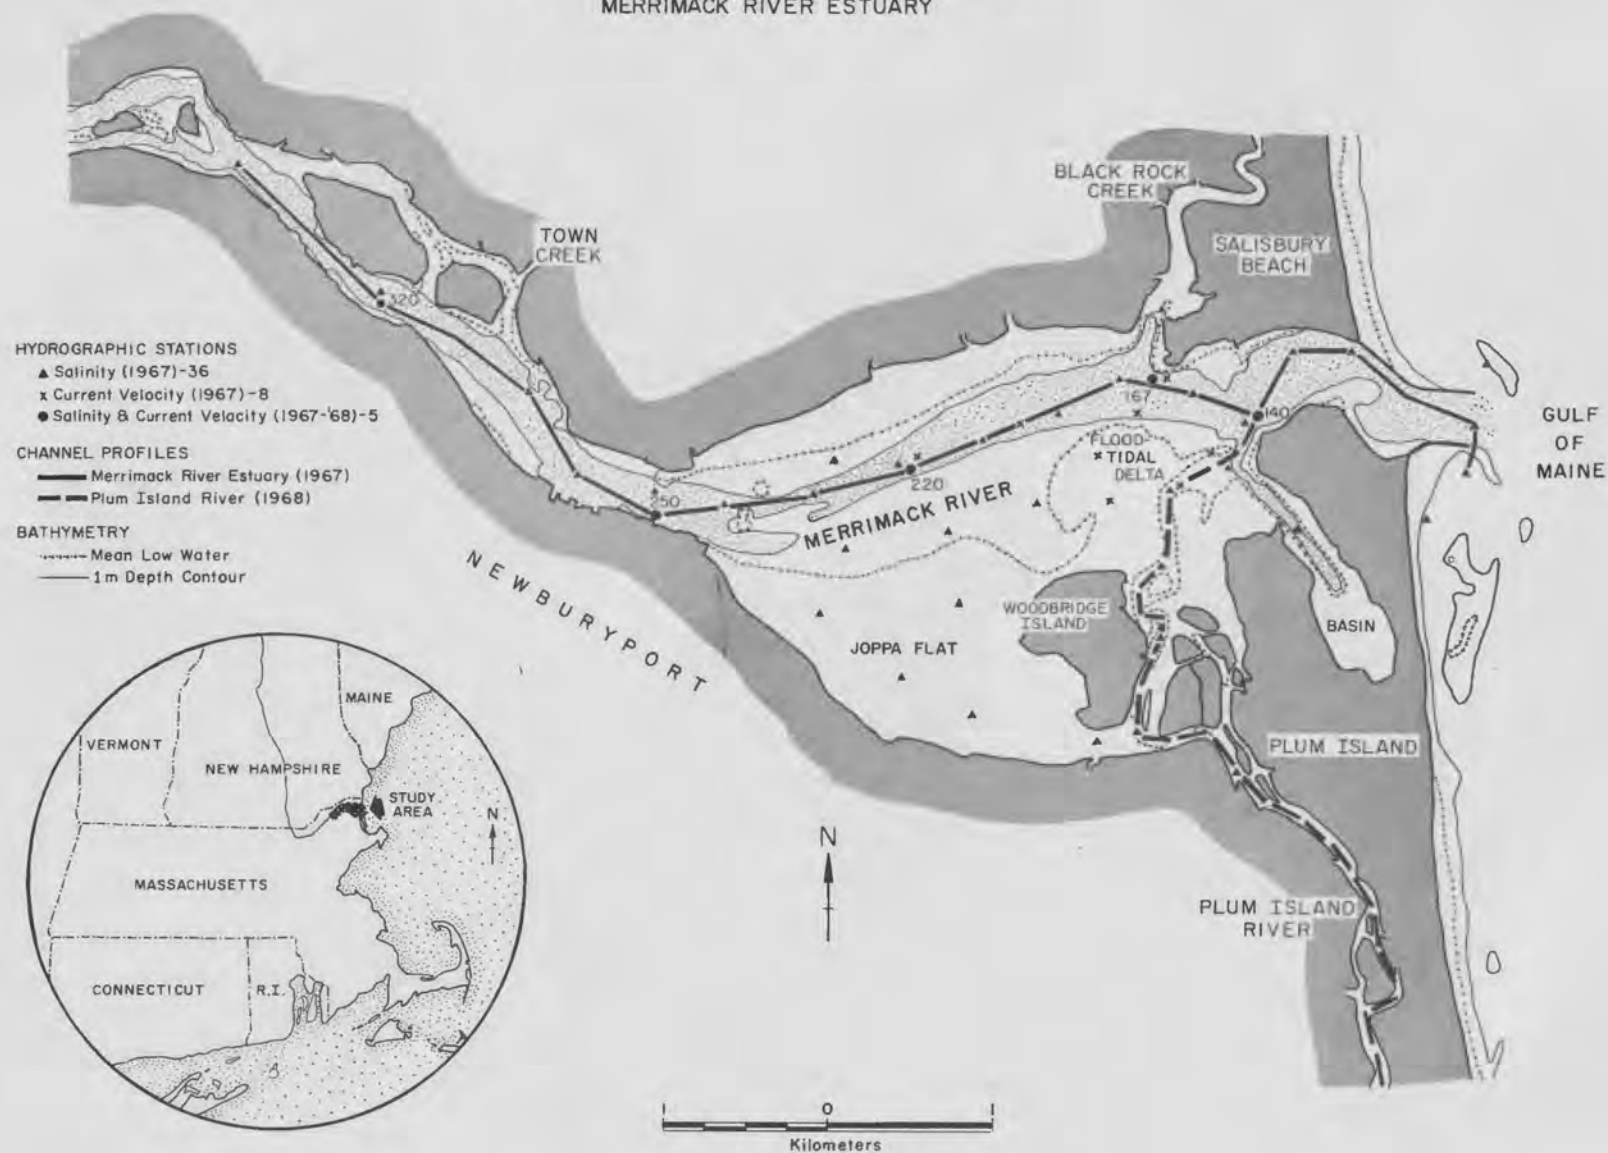 MERRIMACK RIVER ESTUARY
BLACK ROCK
CREEK
TOWN
CREEK
SALISBURY
BEACH
320
HYDROGRAPHIC STATIONS
▲ Salinity (1967)-36
x Current Velocity (1967)-8
● Salinity & Current Velocity (1967-'68)-5
CHANNEL PROFILES
Merrimack River Estuary (1967)
Plum Island River (1968)
BATHYMETRY
Mean Low Water
1m Depth Contour
167
140
GULF
OF
MAINE
FLOOD-
TIDAL
DELTA
220
250
MERRIMACK RIVER
NEWBURYPORT
WOODBRIDGE
ISLAND
JOPPA FLAT
BASIN
PLUM ISLAND
PLUM ISLAND
RIVER
MAINE
VERMONT
NEW HAMPSHIRE
STUDY
AREA
N
MASSACHUSETTS
CONNECTICUT
R.I.
N
1 0 1
Kilometers